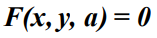 F(x, y, a) = 0